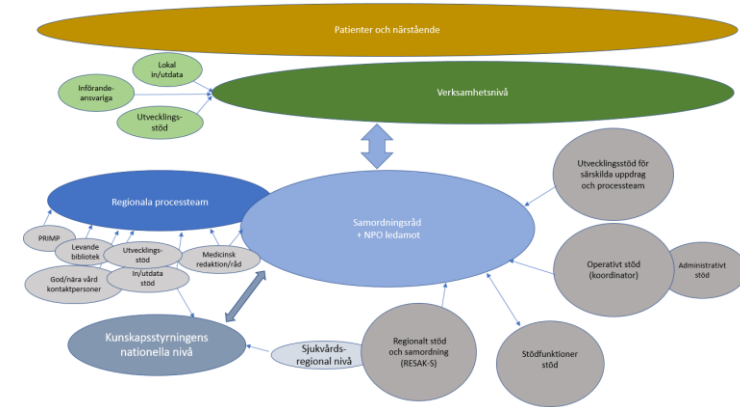 Patienter och närstående
Lokal
in/utdata
Införande-
ansvariga
Verksamhetsnivå
Utvecklings-
stöd
Utvecklingsstöd för
särskilda uppdrag
och processteam
Regionala processteam
Samordningsråd
+ NPO ledamot
PRIMP
Levande
bibliotek
Utvecklings-
stöd
Medicinsk
redaktion/råd
God/nära vård
kontaktpersoner
In/utdata
stöd
Operativt stöd
(koordinator)
Administrativt
stöd
Kunskapsstyrningens
nationella nivå
Sjukvårds-
regional nivå
Regionalt stöd
och samordning
(RESAK-S)
Stödfunktioner
stöd